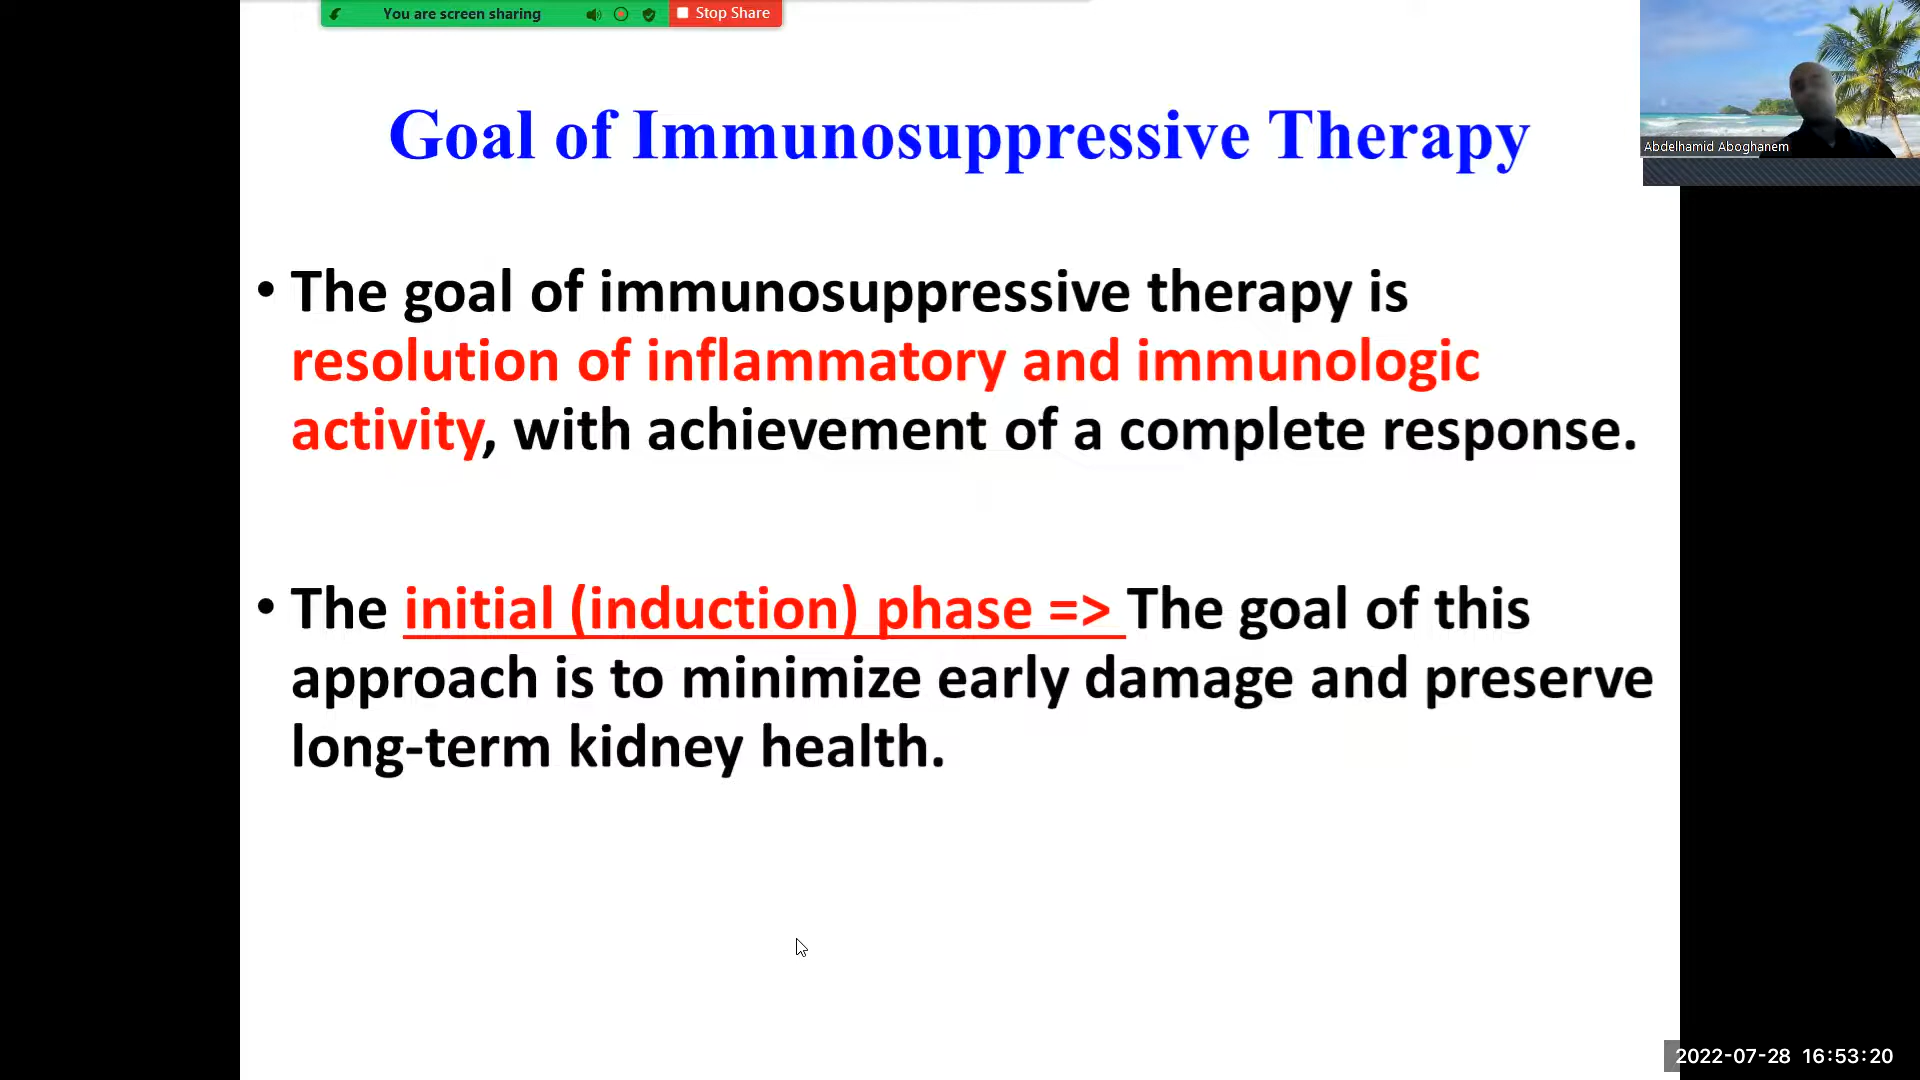 You are screen sharing
Stop Share
Abdelhamid Aboghanem
Goal of Immunosuppressive Therapy
• The goal of immunosuppressive therapy is
resolution of inflammatory and immunologic
activity, with achievement of a complete response.
• The initial (induction) phase => The goal of this
approach is to minimize early damage and preserve
long-term kidney health.
2022-07-28 16:53:20